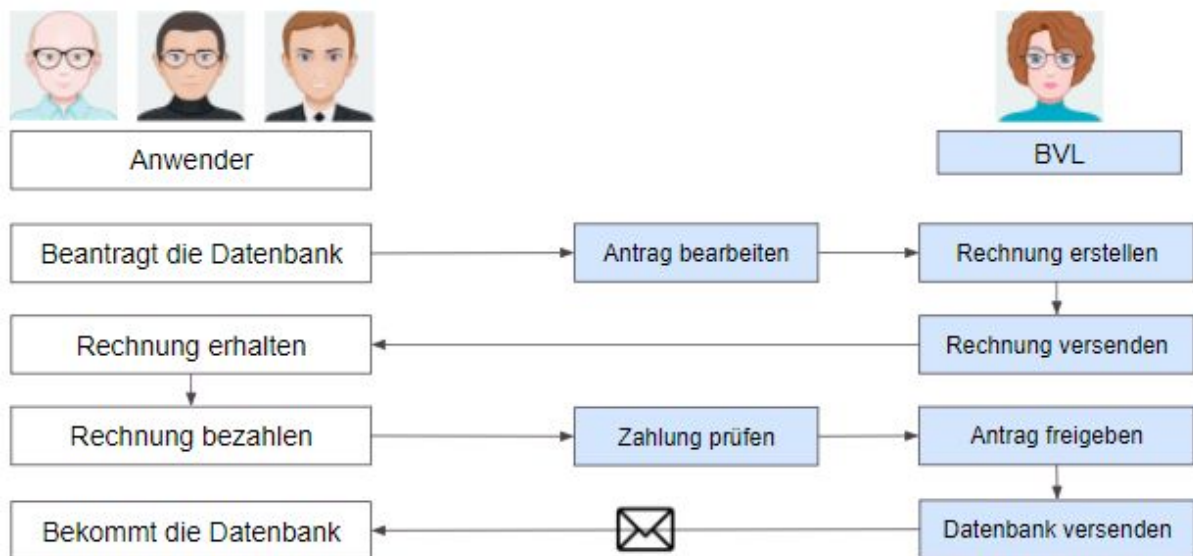 Anwender
BVL
Beantragt die Datenbank
Antrag bearbeiten
Rechnung erstellen
Rechnung erhalten
Rechnung versenden
Rechnung bezahlen
Zahlung prüfen
Antrag freigeben
Bekommt die Datenbank
Datenbank versenden